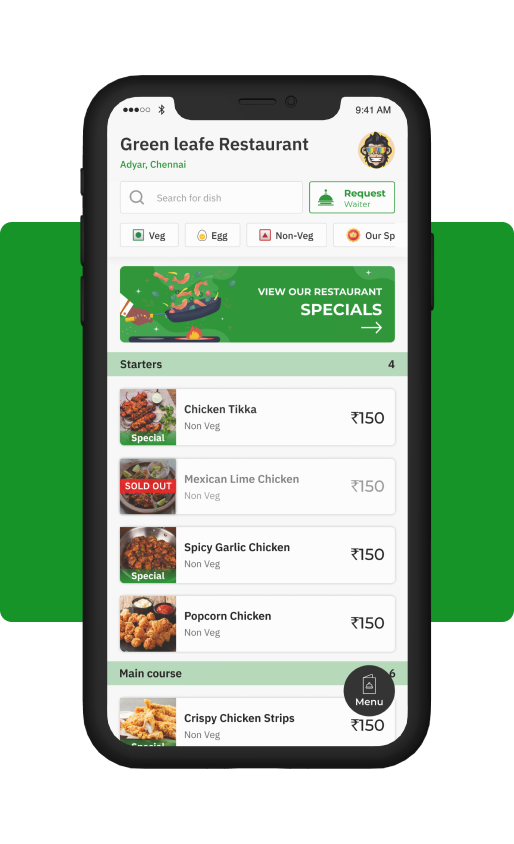 9:41 AM
Green leafe Restaurant
Adyar, Chennai
Search for dish
Request
Waiter
Veg
Egg
Non-Veg
Our Sp
VIEW OUR RESTAURANT
SPECIALS
Starters 4
Chicken Tikka
Non Veg
₹150
Special
Mexican Lime Chicken
Non Veg
₹150
SOLD OUT
Spicy Garlic Chicken
Non Veg
₹150
Special
Popcorn Chicken
Non Veg
₹150
Main course 6
Menu
Crispy Chicken Strips
Non Veg
₹150
Special